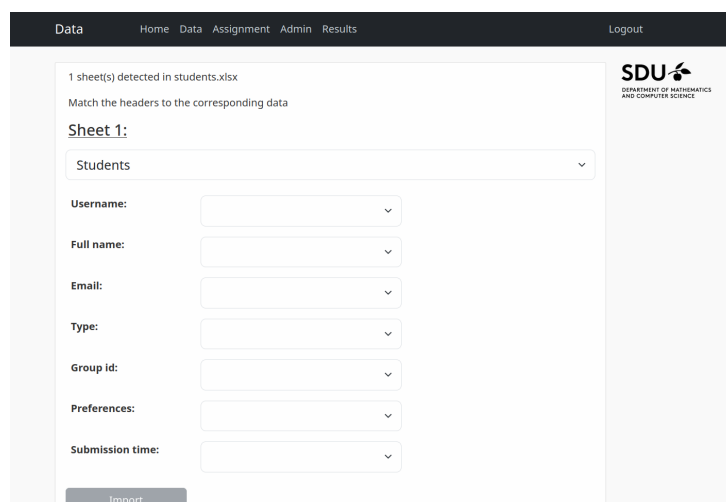 Data Home Data Assignment Admin Results Logout
1 sheet(s) detected in students.xlsx
Match the headers to the corresponding data
Sheet 1:
Students
Username:
Full name:
Email:
Type:
Group id:
Preferences:
Submission time:
Import
SDU
DEPARTMENT OF MATHEMATICS
AND COMPUTER SCIENCE